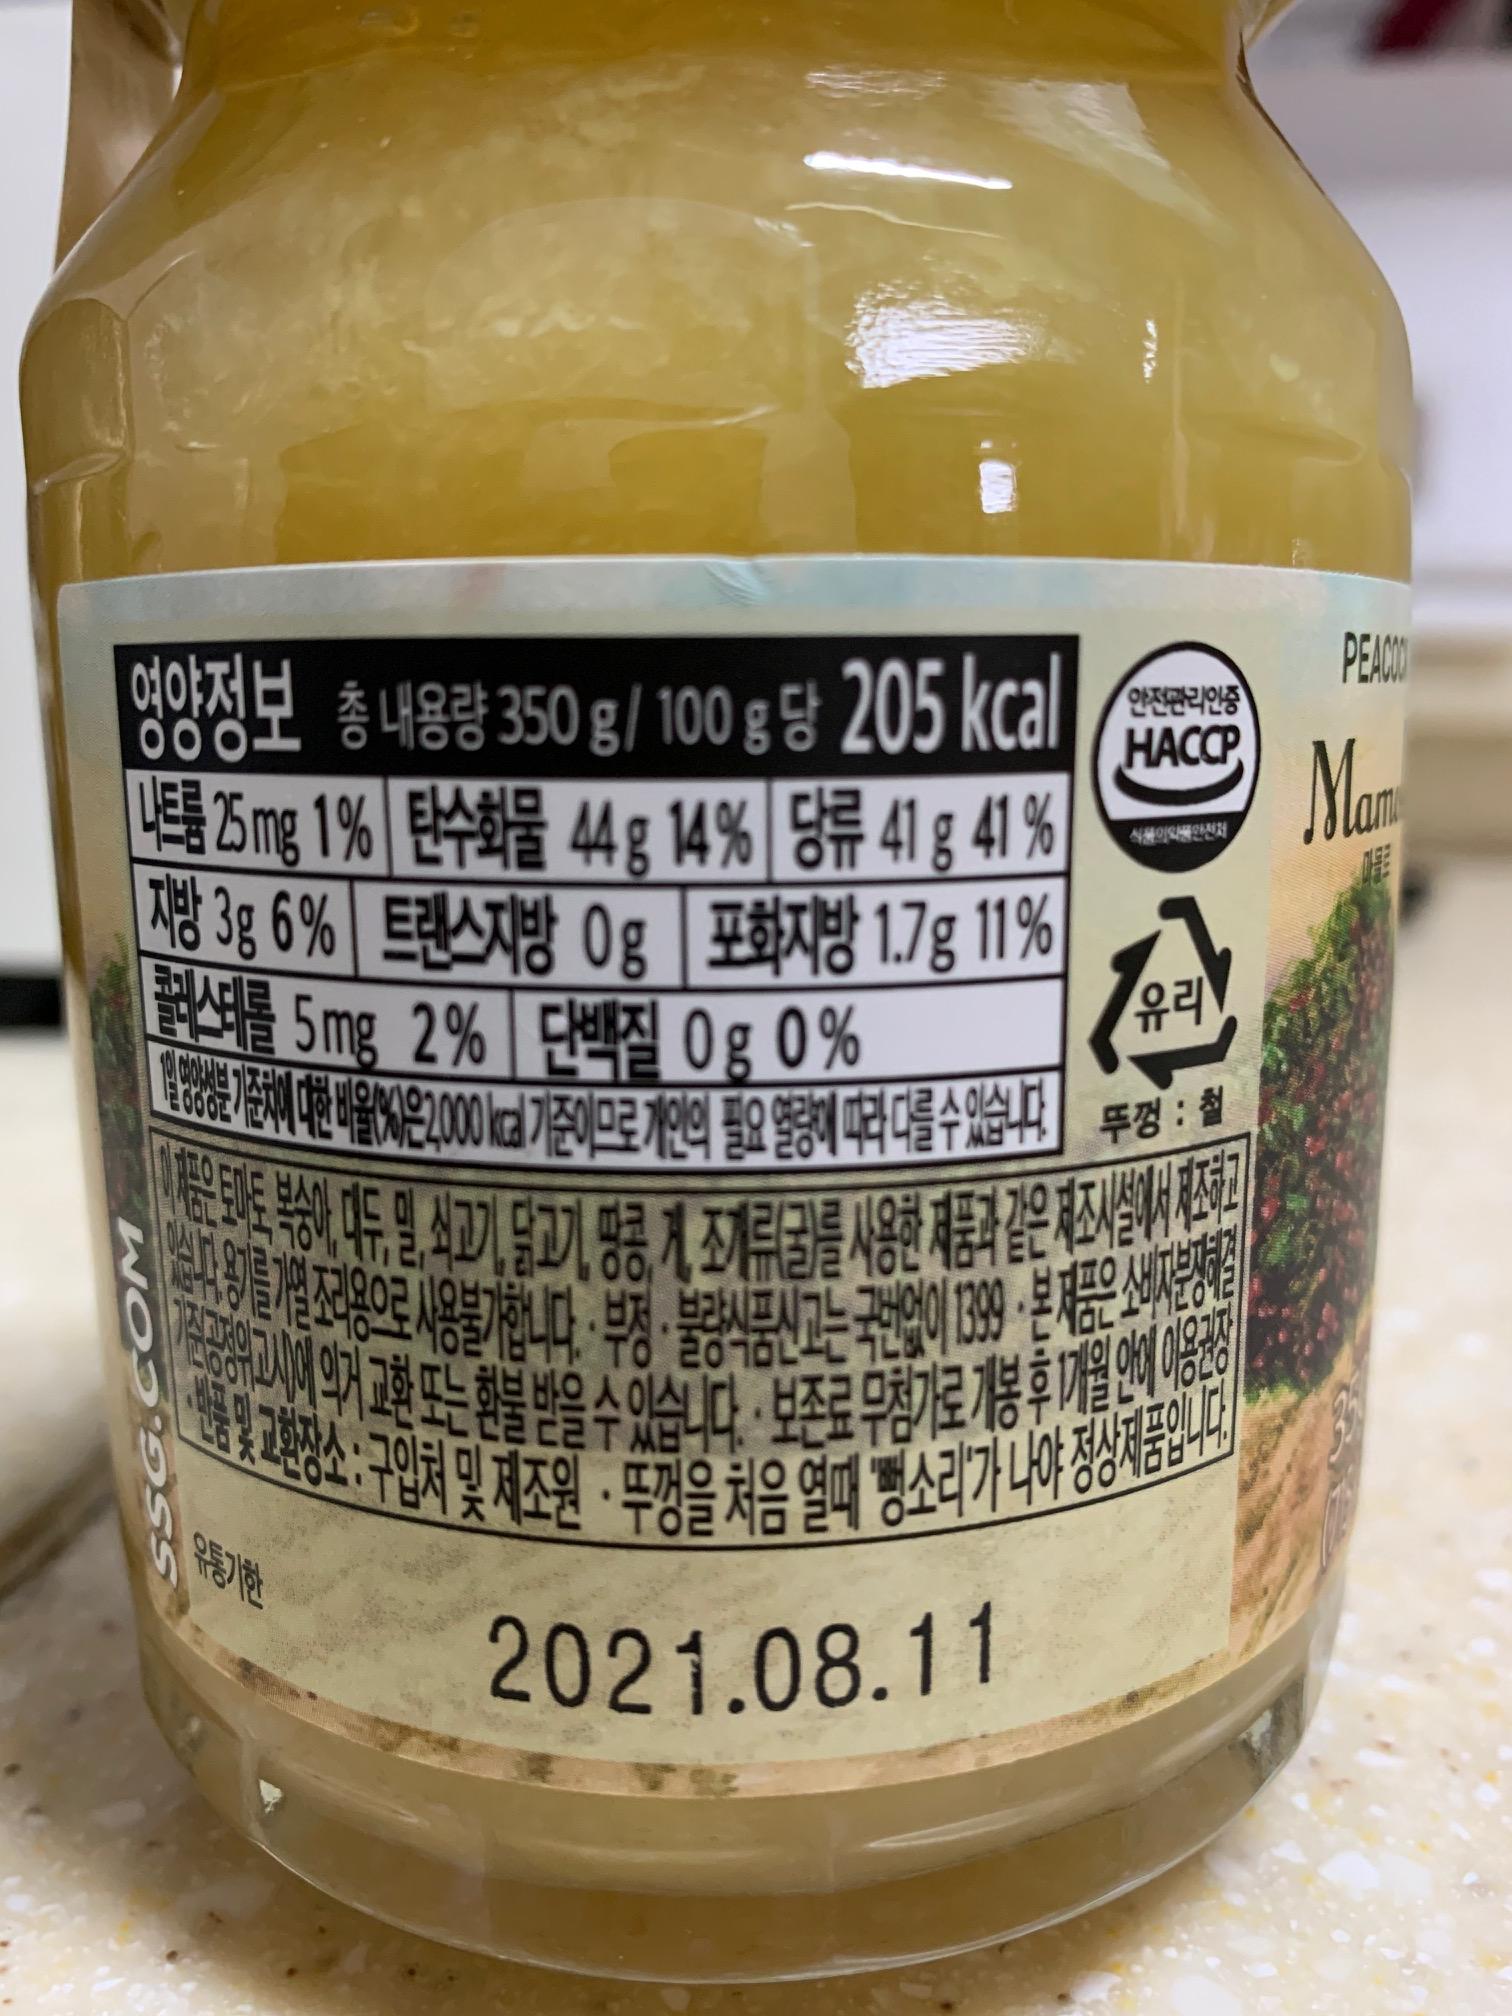 영양정보 총 내용량 350 g/ 100 g 당 205 kcal
나트륨 25 mg 1% 탄수화물 44 g 14% 당류 41 g 41 %
지방 3g 6% 트랜스지방 0g 포화지방 1.7g 11%
콜레스테롤 5mg 2% 단백질 0g 0%
1일 영양성분 기준치에 대한 비율(%)은 2,000 kcal 기준이므로 개인의 필요 열량에 따라 다를 수 있습니다.
이 제품은 토마토, 복숭아, 대두, 밀, 쇠고기, 닭고기, 땅콩, 게, 조개류(굴)를 사용한 제품과 같은 제조시설에서 제조하고
있습니다. 용기를 가열 조리용으로 사용불가합니다. · 부정 · 불량식품신고는 국번없이 1399 · 본 제품은 소비자분쟁해결
기준(공정위고시)에 의거 교환 또는 환불 받을 수 있습니다. · 보존료 무첨가로 개봉 후 1개월 안에 이용권장
· 반품 및 교환장소 : 구입처 및 제조원 · 뚜껑을 처음 열때 "뻥소리"가 나야 정상제품입니다.
유통기한
2021.08.11
안전관리인증
HACCP
식품의약품안전처
유리
뚜껑 : 철
SSG.COM
마물르